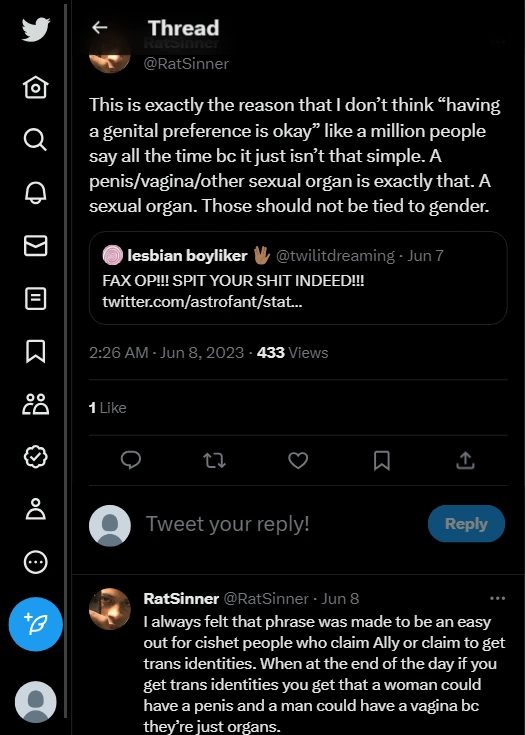 Thread
RatSinner
@RatSinner
This is exactly the reason that I don’t think “having
a genital preference is okay” like a million people
say all the time bc it just isn’t that simple. A
penis/vagina/other sexual organ is exactly that. A
sexual organ. Those should not be tied to gender.
lesbian boyliker 🖖🏽 @twilitdreaming · Jun 7
FAX OP!!! SPIT YOUR SHIT INDEED!!!
twitter.com/astrofant/stat...
2:26 AM · Jun 8, 2023 · 433 Views
1 Like
Tweet your reply!
Reply
RatSinner @RatSinner · Jun 8
I always felt that phrase was made to be an easy
out for cishet people who claim Ally or claim to get
trans identities. When at the end of the day if you
get trans identities you get that a woman could
have a penis and a man could have a vagina bc
they’re just organs.